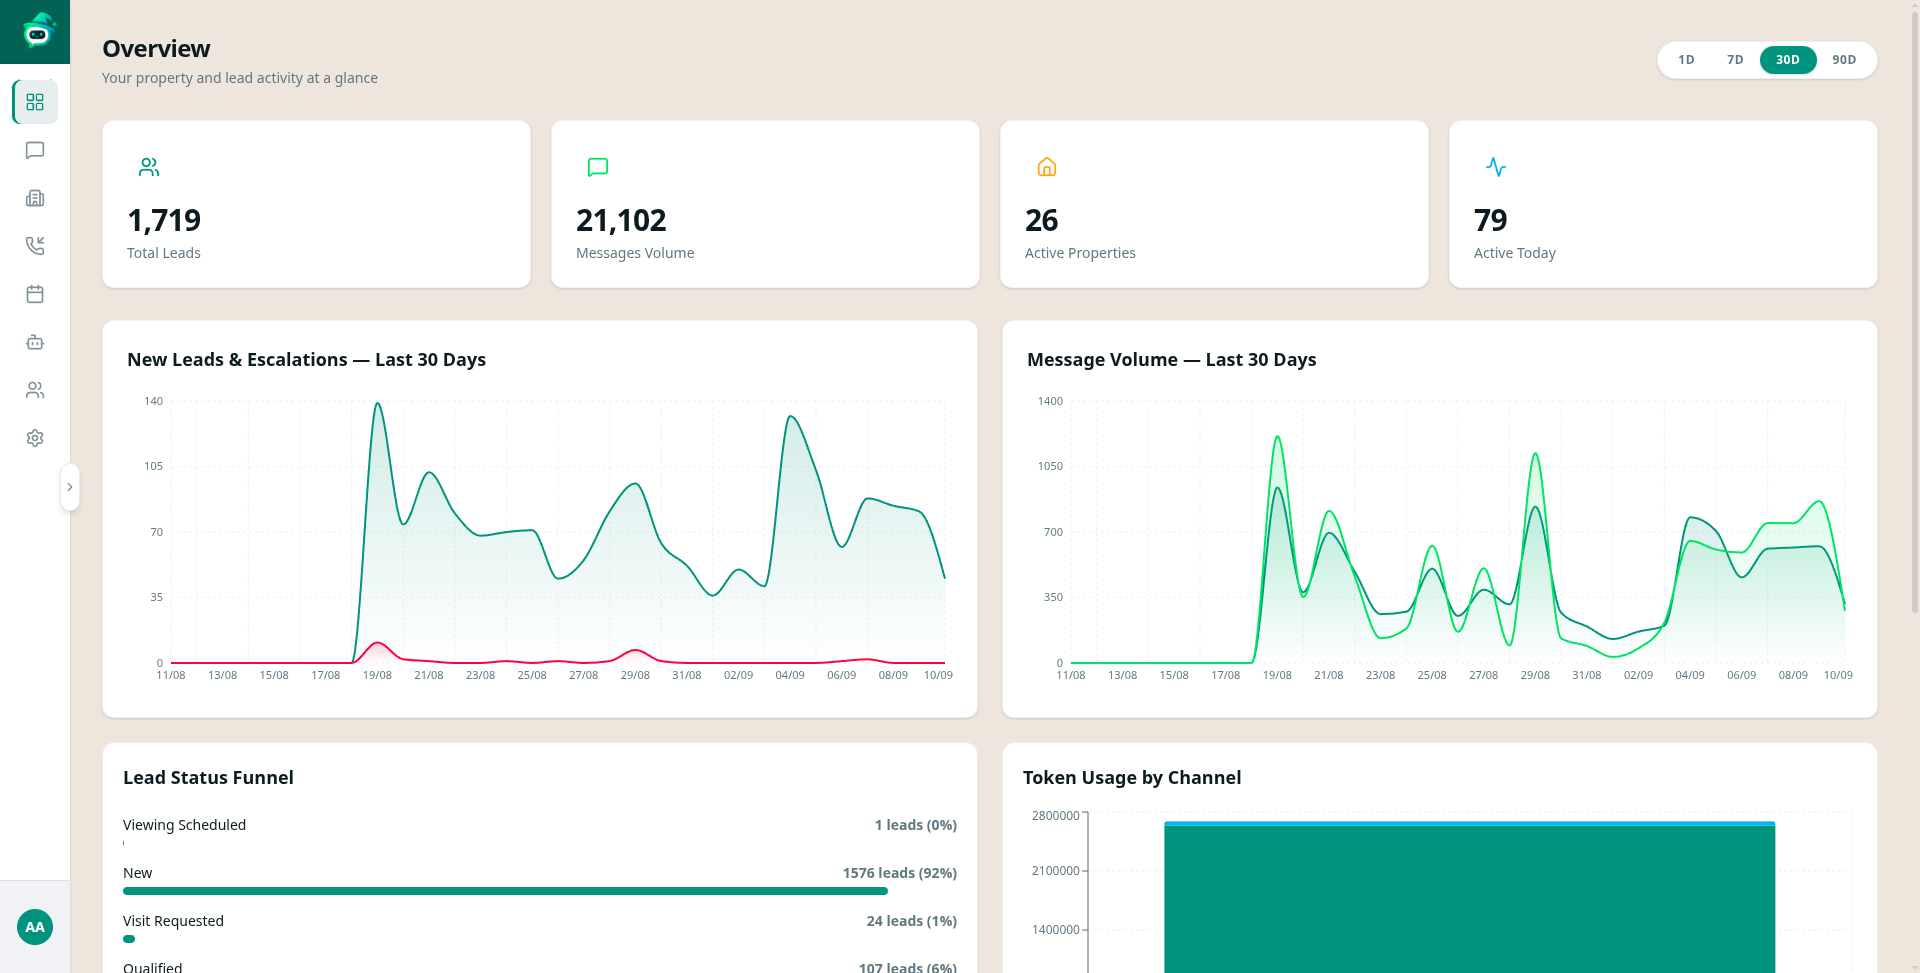 Overview
Your property and lead activity at a glance
1D 7D 30D 90D
1,719
Total Leads
21,102
Messages Volume
26
Active Properties
79
Active Today
New Leads & Escalations — Last 30 Days
140
105
70
35
0
11/08 13/08 15/08 17/08 19/08 21/08 23/08 25/08 27/08 29/08 31/08 02/09 04/09 06/09 08/09 10/09
Message Volume — Last 30 Days
1400
1050
700
350
0
11/08 13/08 15/08 17/08 19/08 21/08 23/08 25/08 27/08 29/08 31/08 02/09 04/09 06/09 08/09 10/09
Lead Status Funnel
Viewing Scheduled 1 leads (0%)
New 1576 leads (92%)
Visit Requested 24 leads (1%)
Qualified 107 leads (6%)
Token Usage by Channel
2800000
2100000
1400000
AA